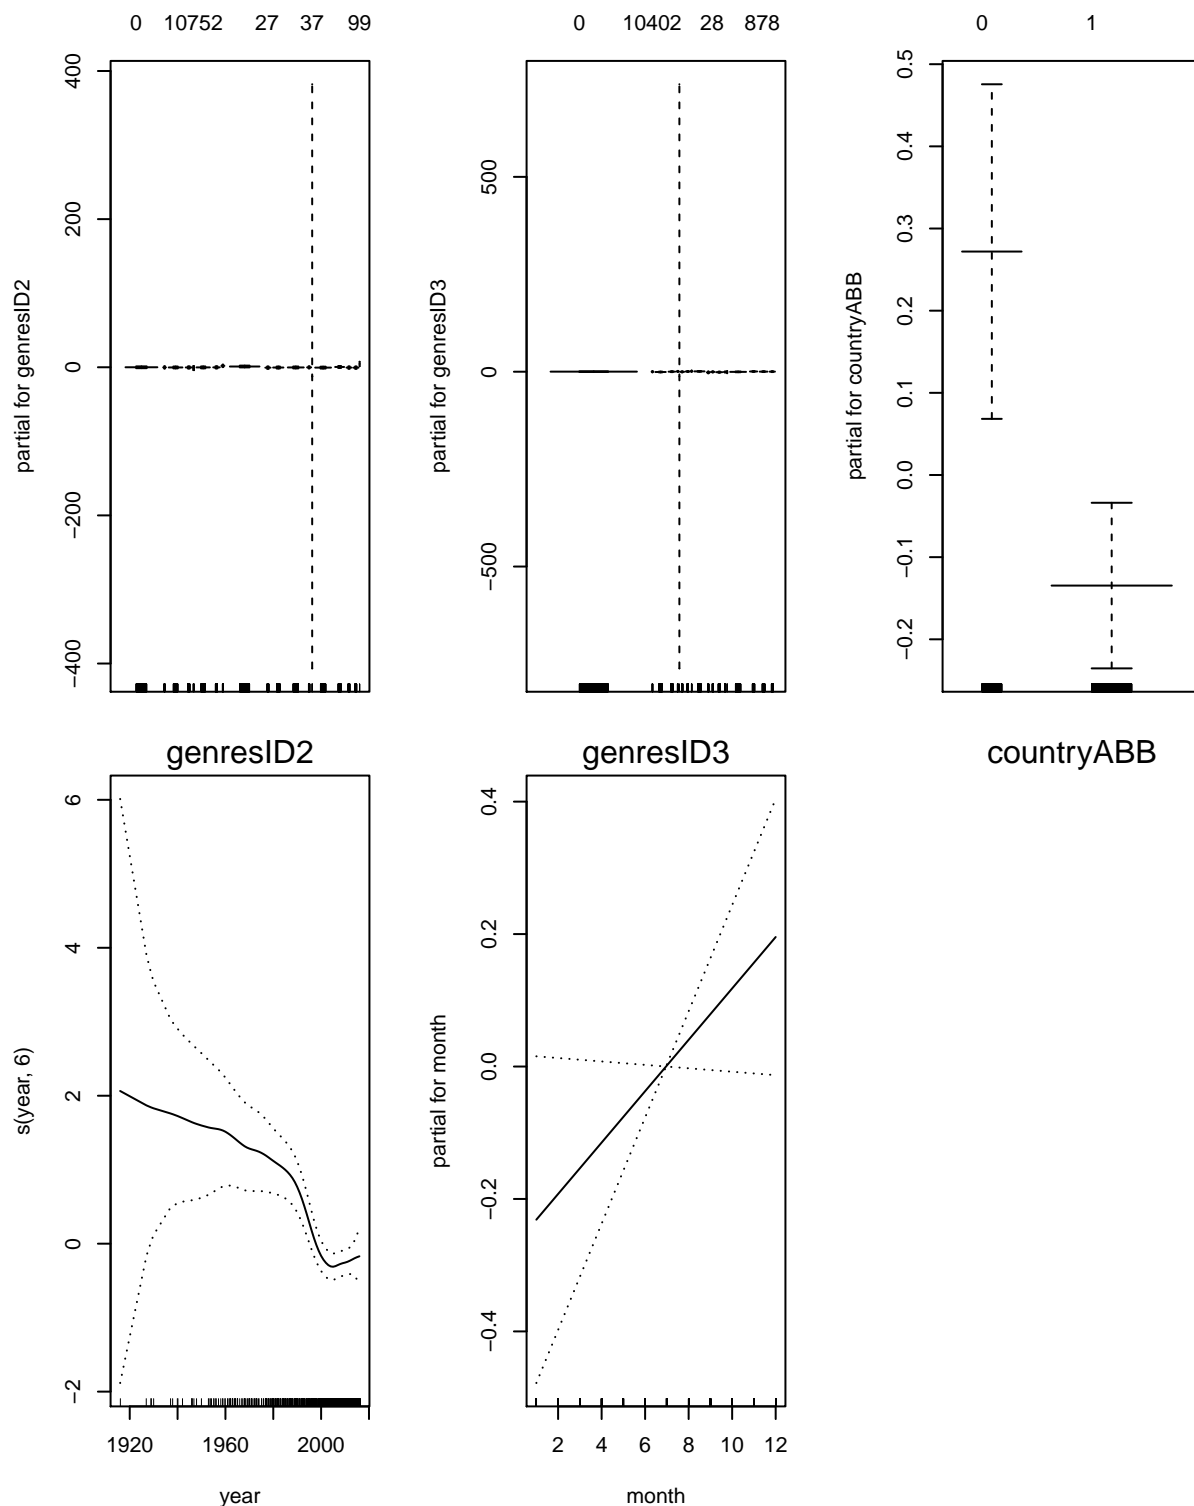 0 10752 27 37 99
400
200
0
−200
−400
partial for genresID2
genresID2
0 10402 28 878
500
0
−500
partial for genresID3
genresID3
0 1
0.5
0.4
0.3
0.2
0.1
0.0
−0.1
−0.2
partial for countryABB
countryABB
6
4
2
0
−2
s(year, 6)
1920 1960 2000
year
0.4
0.2
0.0
−0.2
−0.4
partial for month
2 4 6 8 10 12
month